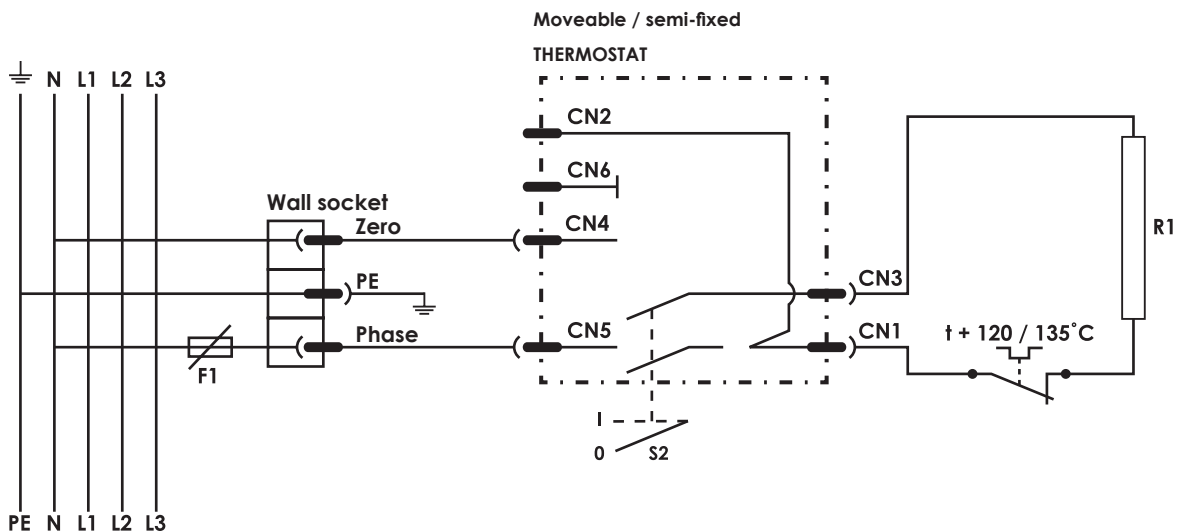 Moveable / semi-fixed
THERMOSTAT
N L1 L2 L3
CN2
CN6
Wall socket
Zero
CN4
R1
PE
CN3
Phase
CN5
CN1
t + 120 / 135°C
F1
I
0
S2
PE N L1 L2 L3